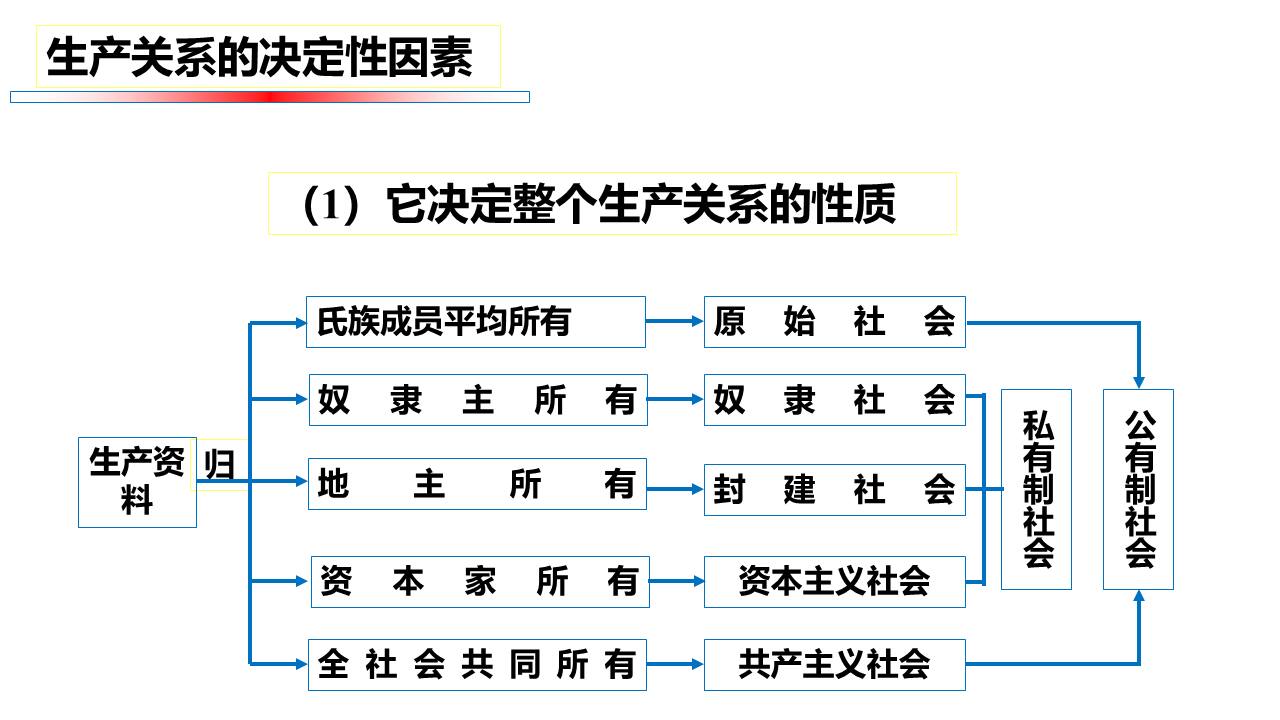 生产关系的决定性因素
（1）它决定整个生产关系的性质
氏族成员平均所有
原始社会
奴隶主所有
奴隶社会
生产资
料
归
地主所有
封建社会
资本家所有
资本主义社会
全社会共同所有
共产主义社会
私有制社会
公有制社会